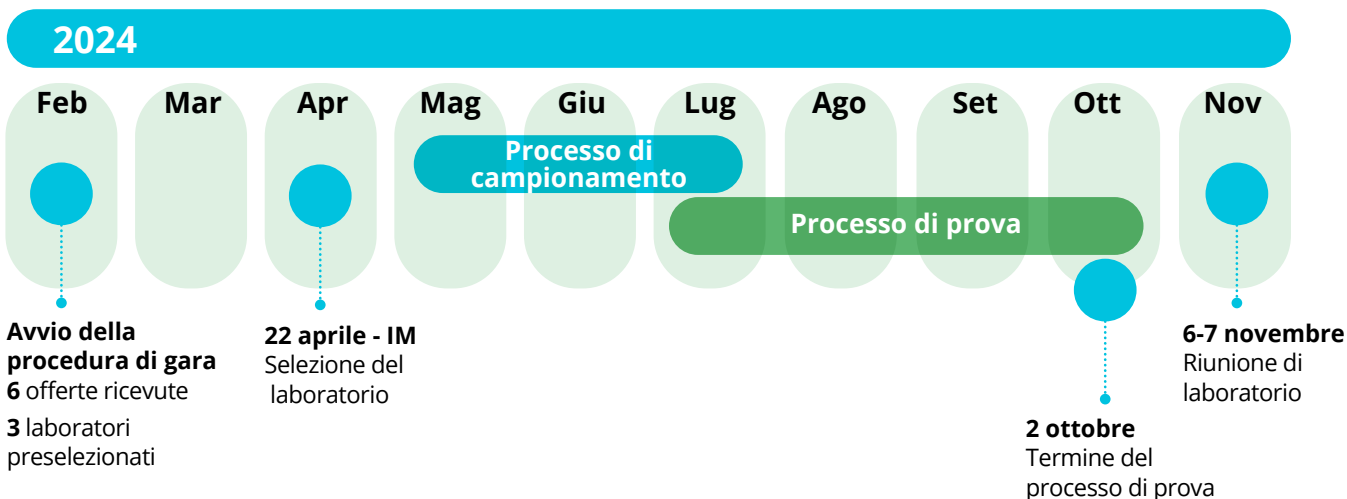 2024
Feb
Mar
Apr
Mag
Giu
Lug
Ago
Set
Ott
Nov
Processo di
campionamento
Processo di prova
Avvio della
procedura di gara
6 offerte ricevute
3 laboratori
preselezionati
22 aprile - IM
Selezione del
laboratorio
2 ottobre
Termine del
processo di prova
6-7 novembre
Riunione di
laboratorio